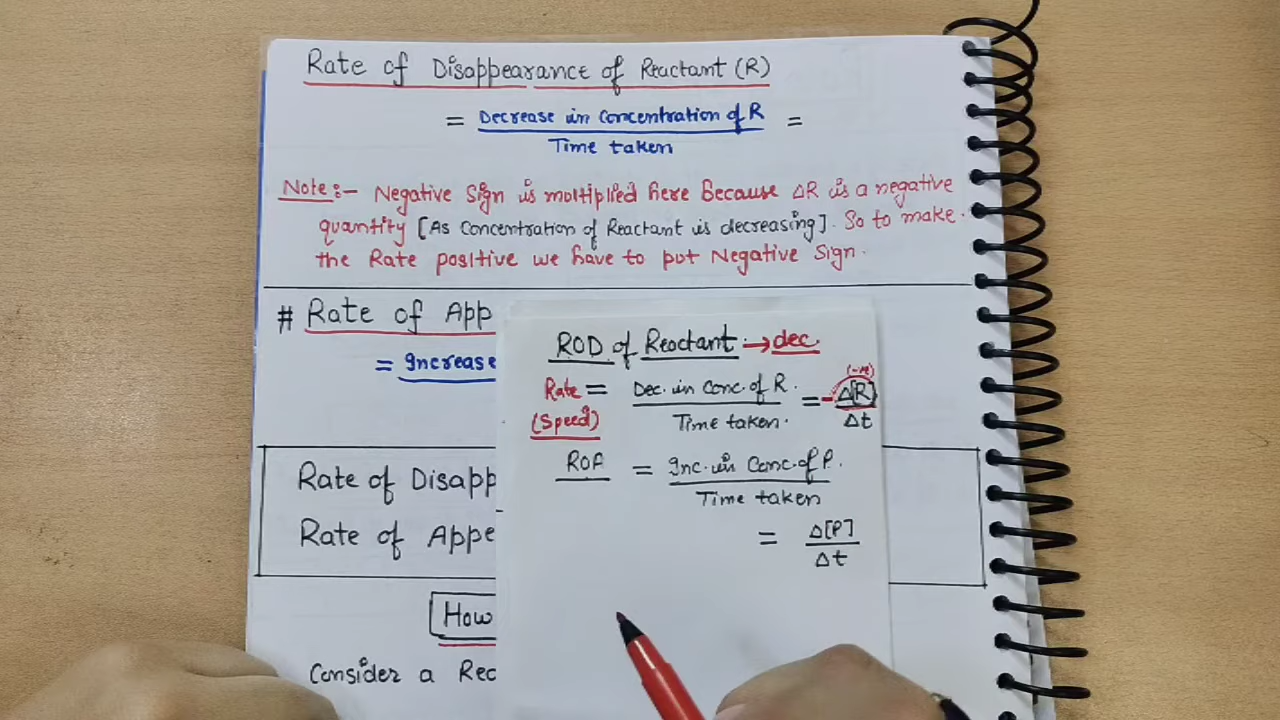 Rate of Disappearance of Reactant (R)
= Decrease in Concentration of R / Time taken =
Note:- Negative Sign is multiplied here Because ΔR is a negative
quantity [As Concentration of Reactant is decreasing]. So to make
the Rate positive we have to put Negative Sign.
# Rate of App
= Increase
Rate of Disapp
Rate of Appe
How
Consider a Rec
ROD of Reactant → dec.
Rate = Dec. in Conc. of R. / Time taken. = - Δ[R] / Δt
(-ve)
(Speed)
ROP = Inc. in Conc. of P. / Time taken
= Δ[P] / Δt